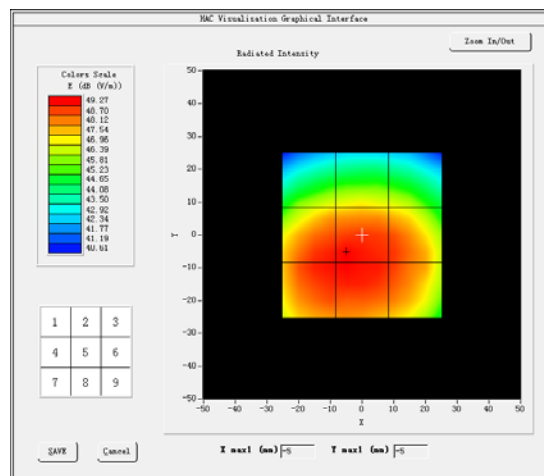 HAC Visualisation Graphical Interface
Zoom In/Out
Radiated Intensity
Colors Scale
E (dB (V/m))
49.27
48.70
48.12
47.54
46.96
46.39
45.81
45.23
44.65
44.08
43.50
42.92
42.34
41.77
41.19
40.61
50
40
30
20
10
0
-10
-20
-30
-40
-50
Y
-50 -40 -30 -20 -10 0 10 20 30 40 50
X
1 2 3
4 5 6
7 8 9
SAVE
Cancel
X max1 (mm) -5
Y max1 (mm) -5